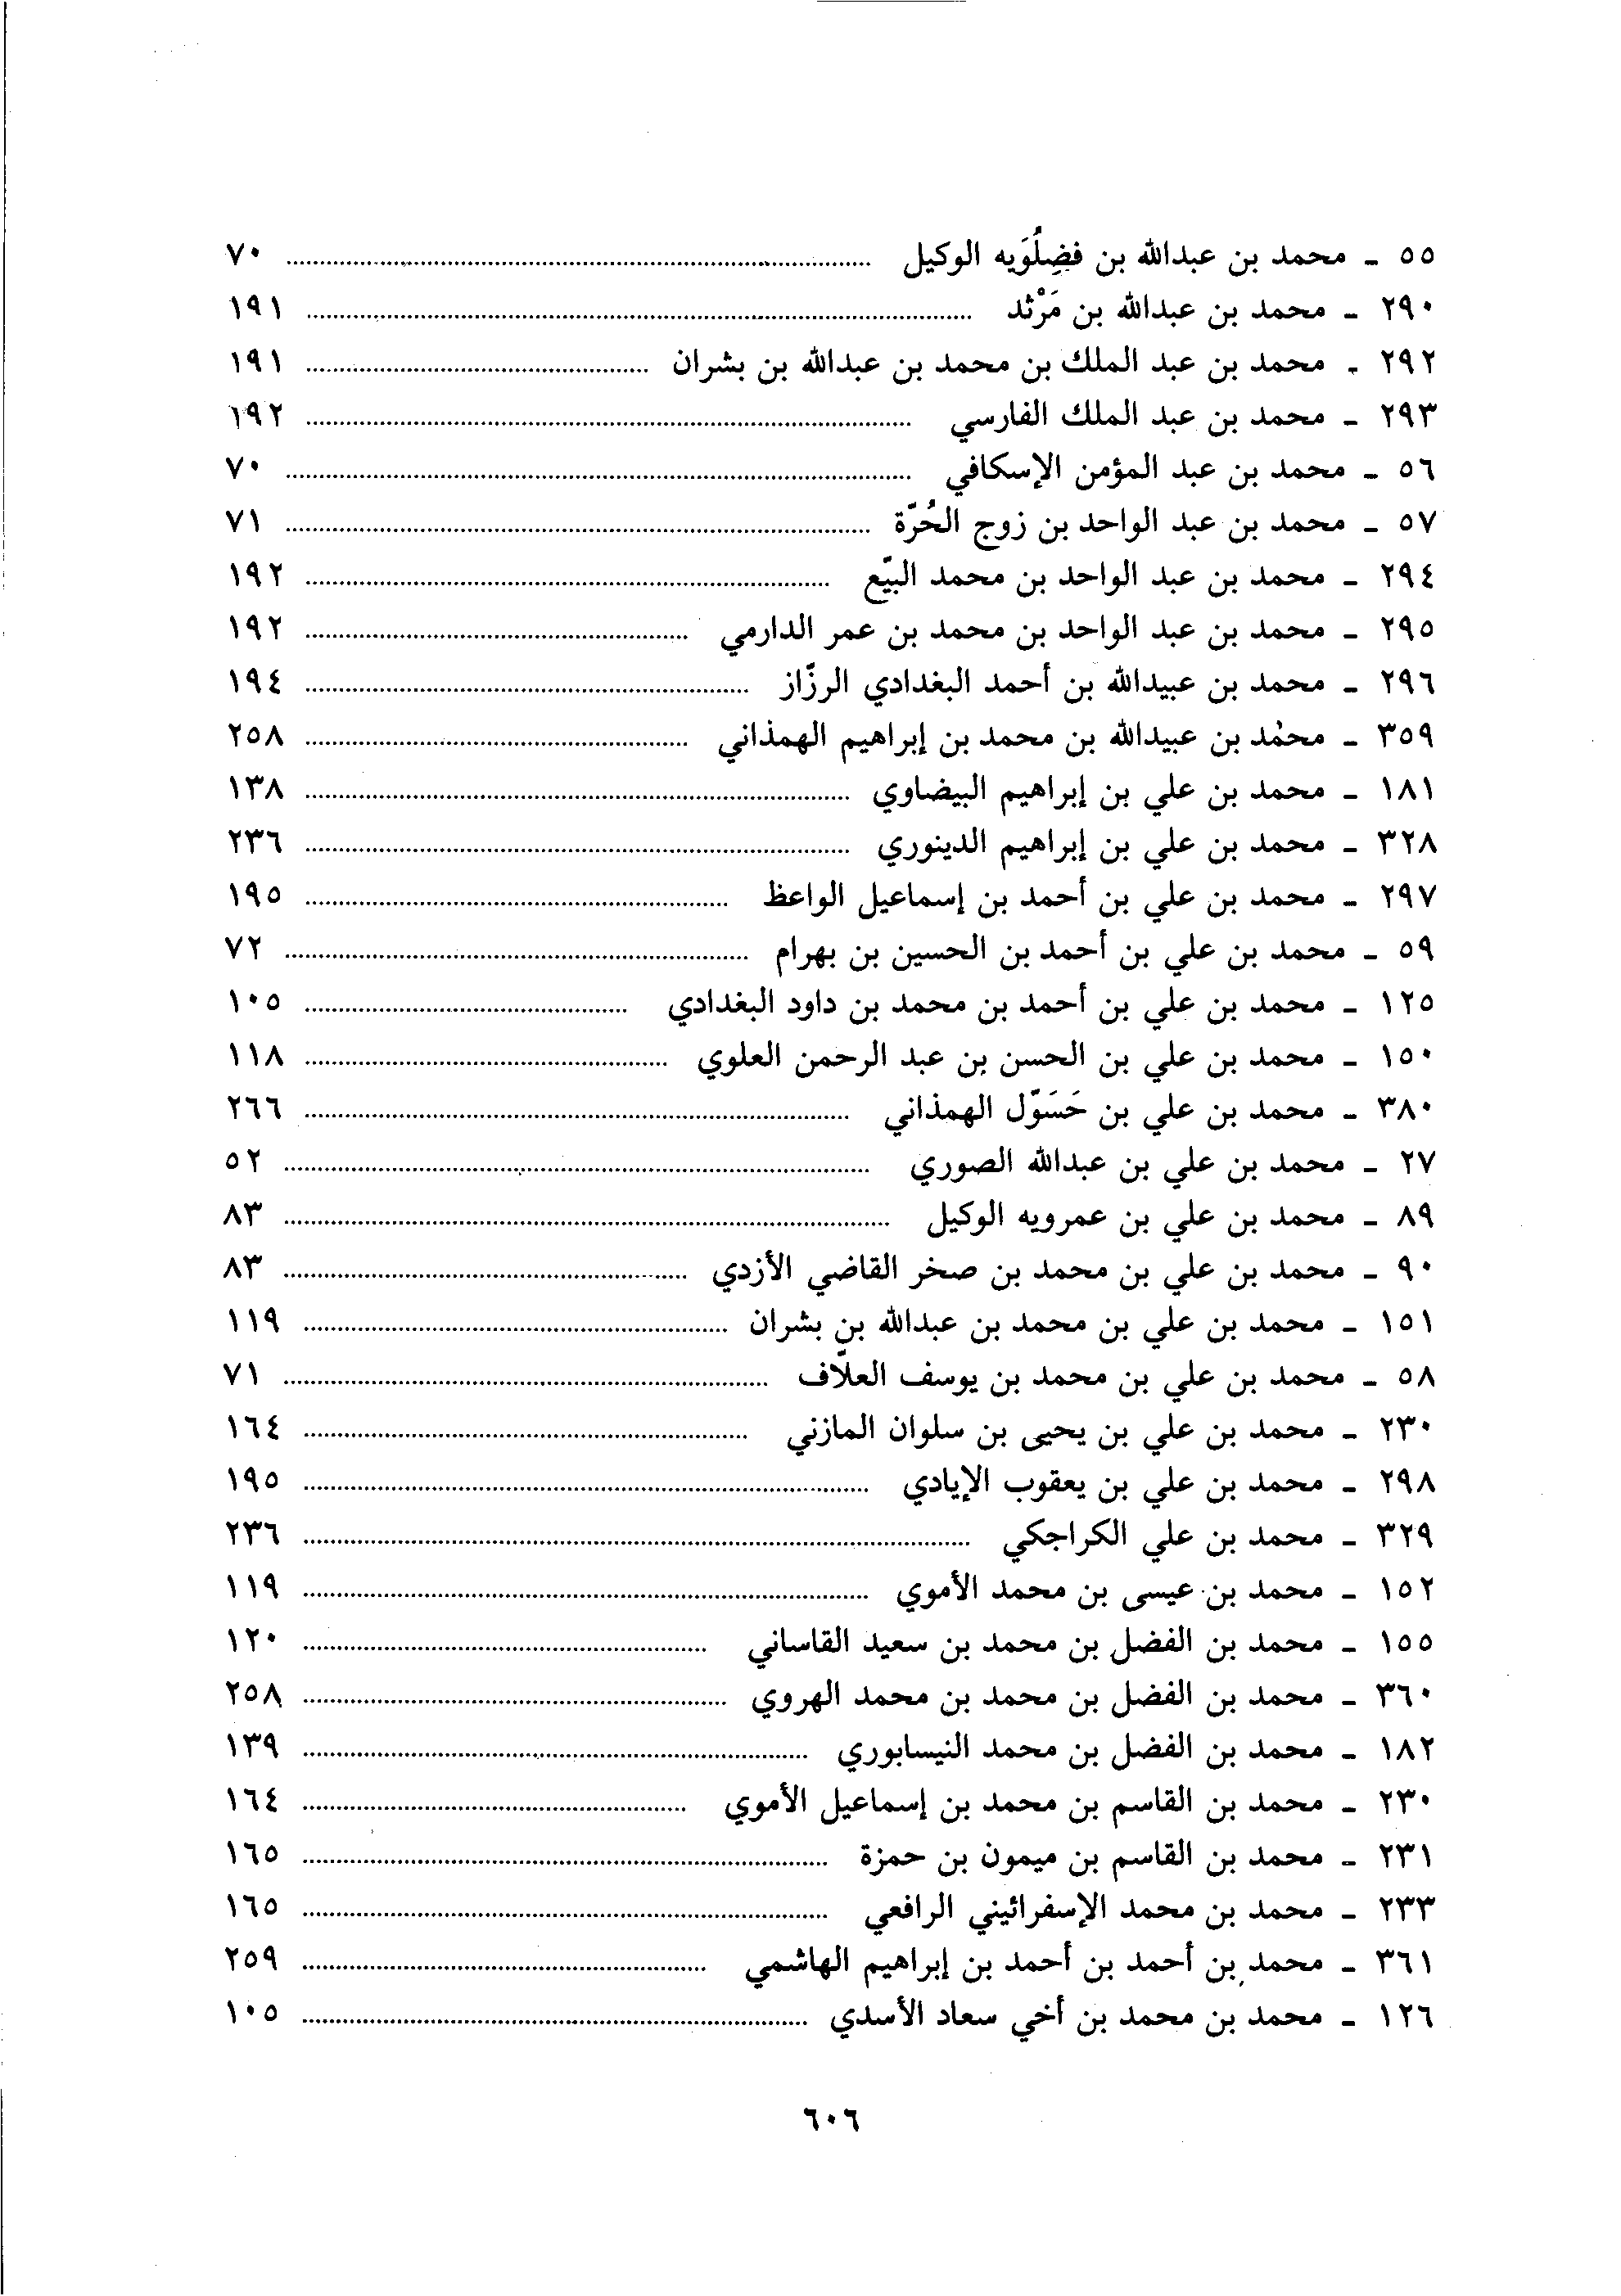 ٥٥ - محمد بن عبدالله بن فضِلُوَيه الوكيل ........ ٧٠
٢٩٠ - محمد بن عبدالله بن مَرْثد ........ ١٩١
٢٩٢ - محمد بن عبد الملك بن محمد بن عبدالله بن بشران ........ ١٩١
٢٩٣ - محمد بن عبد الملك الفارسي ........ ١٩٢
٥٦ - محمد بن عبد المؤمن الإسكافي ........ ٧٠
٥٧ - محمد بن عبد الواحد بن زوج الحُرّة ........ ٧١
٢٩٤ - محمد بن عبد الواحد بن محمد البيّع ........ ١٩٢
٢٩٥ - محمد بن عبد الواحد بن محمد بن عمر الدارمي ........ ١٩٢
٢٩٦ - محمد بن عبيدالله بن أحمد البغدادي الرزّاز ........ ١٩٤
٣٥٩ - محمد بن عبيدالله بن محمد بن إبراهيم الهمذاني ........ ٢٥٨
١٨١ - محمد بن علي بن إبراهيم البيضاوي ........ ١٣٨
٣٢٨ - محمد بن علي بن إبراهيم الدينوري ........ ٢٣٦
٢٩٧ - محمد بن علي بن أحمد بن إسماعيل الواعظ ........ ١٩٥
٥٩ - محمد بن علي بن أحمد بن الحسين بن بهرام ........ ٧٢
١٢٥ - محمد بن علي بن أحمد بن محمد بن داود البغدادي ........ ١٠٥
١٥٠ - محمد بن علي بن الحسن بن عبد الرحمن العلوي ........ ١١٨
٣٨٠ - محمد بن علي بن حَسَوّل الهمذاني ........ ٢٦٦
٢٧ - محمد بن علي بن عبدالله الصوري ........ ٥٢
٨٩ - محمد بن علي بن عمرويه الوكيل ........ ٨٣
٩٠ - محمد بن علي بن محمد بن صخر القاضي الأزدي ........ ٨٣
١٥١ - محمد بن علي بن محمد بن عبدالله بن بشران ........ ١١٩
٥٨ - محمد بن علي بن محمد بن يوسف العلاّف ........ ٧١
٢٣٠ - محمد بن علي بن يحيى بن سلوان المازني ........ ١٦٤
٢٩٨ - محمد بن علي بن يعقوب الإيادي ........ ١٩٥
٣٢٩ - محمد بن علي الكراجكي ........ ٢٣٦
١٥٢ - محمد بن عيسى بن محمد الأموي ........ ١١٩
١٥٥ - محمد بن الفضل بن محمد بن سعيد القاساني ........ ١٢٠
٣٦٠ - محمد بن الفضل بن محمد بن محمد الهروي ........ ٢٥٨
١٨٢ - محمد بن الفضل بن محمد النيسابوري ........ ١٣٩
٢٣٠ - محمد بن القاسم بن محمد بن إسماعيل الأموي ........ ١٦٤
٢٣١ - محمد بن القاسم بن ميمون بن حمزة ........ ١٦٥
٢٣٣ - محمد بن محمد الإسفرائيني الرافعي ........ ١٦٥
٣٦١ - محمد بن أحمد بن أحمد بن إبراهيم الهاشمي ........ ٢٥٩
١٢٦ - محمد بن محمد بن أخي سعاد الأسدي ........ ١٠٥
٦٠٦